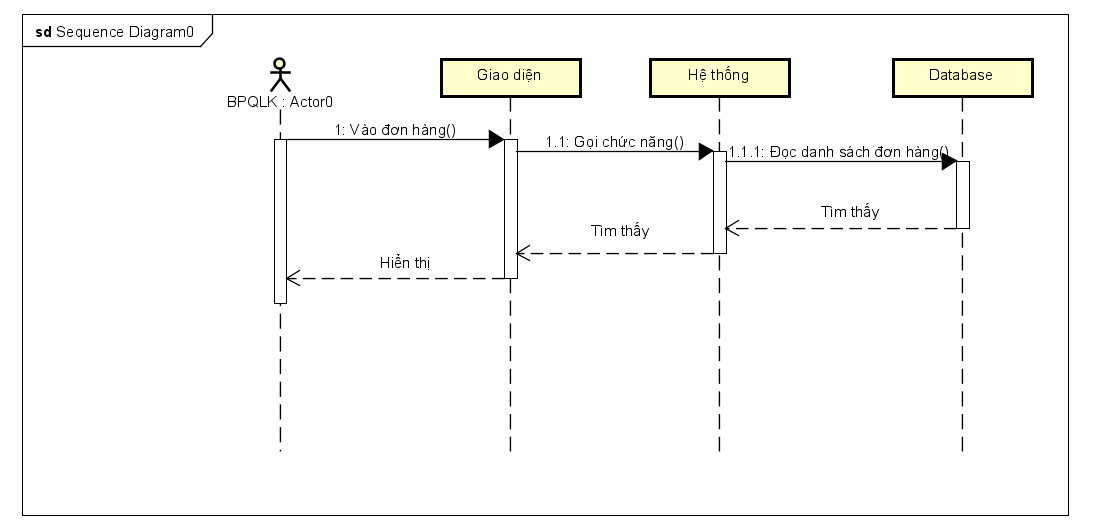 sd Sequence Diagram0
BPQLK : Actor0
Giao diện
Hệ thống
Database
1: Vào đơn hàng()
1.1: Gọi chức năng()
1.1.1: Đọc danh sách đơn hàng()
Tìm thấy
Tìm thấy
Hiển thị